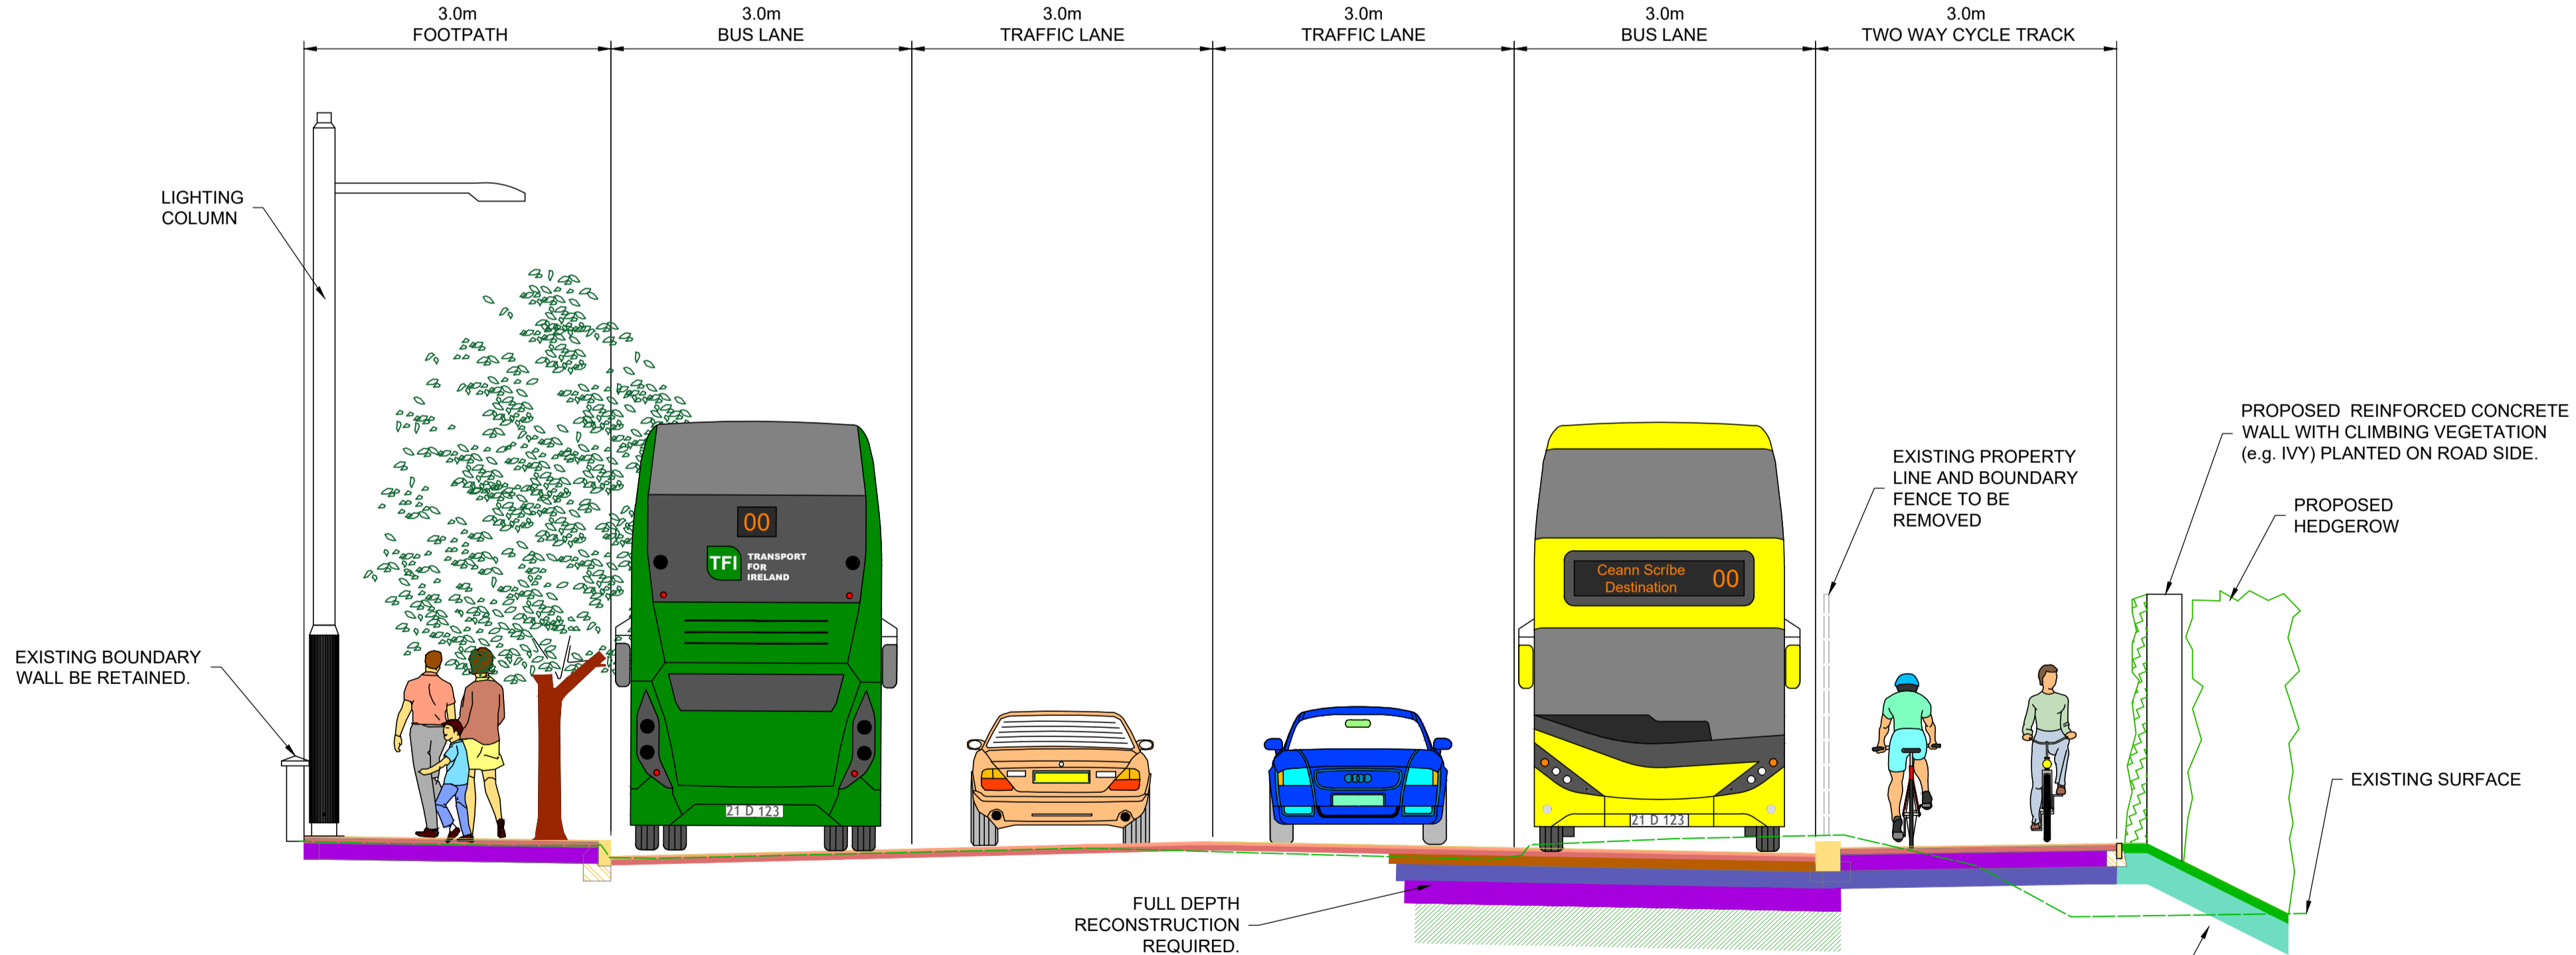 3.0m
FOOTPATH
3.0m
BUS LANE
3.0m
TRAFFIC LANE
3.0m
TRAFFIC LANE
3.0m
BUS LANE
3.0m
TWO WAY CYCLE TRACK
LIGHTING
COLUMN
PROPOSED REINFORCED CONCRETE
WALL WITH CLIMBING VEGETATION
(e.g. IVY) PLANTED ON ROAD SIDE.
EXISTING PROPERTY
LINE AND BOUNDARY
FENCE TO BE
REMOVED
PROPOSED
HEDGEROW
00
TFI
TRANSPORT
FOR
IRELAND
Ceann Scríbe
Destination
00
EXISTING BOUNDARY
WALL BE RETAINED.
EXISTING SURFACE
21 D 123
21 D 123
FULL DEPTH
RECONSTRUCTION
REQUIRED.